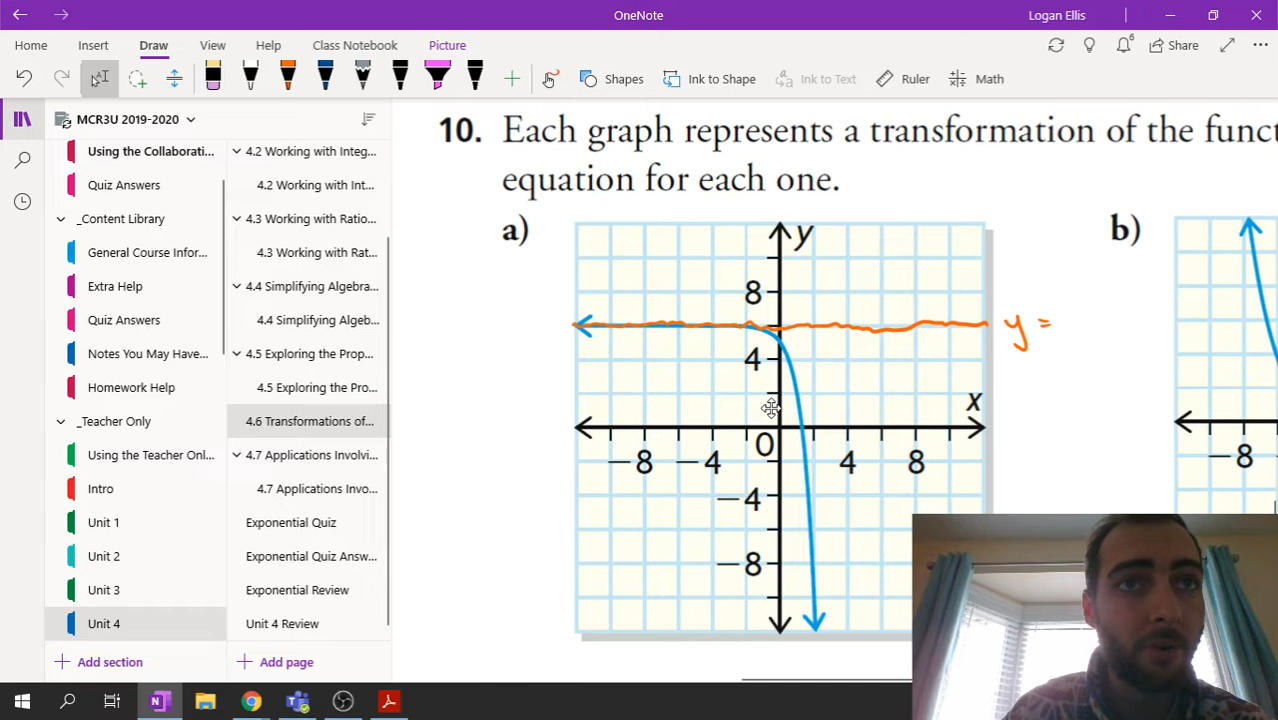 OneNote
Logan Ellis
Home Insert Draw View Help Class Notebook Picture
6 Share
Shapes Ink to Shape Ink to Text Ruler Math
MCR3U 2019-2020
Using the Collaborati...
Quiz Answers
_Content Library
General Course Infor...
Extra Help
Quiz Answers
Notes You May Have...
Homework Help
_Teacher Only
Using the Teacher Onl...
Intro
Unit 1
Unit 2
Unit 3
Unit 4
+ Add section
4.2 Working with Integ...
4.2 Working with Int...
4.3 Working with Ratio...
4.3 Working with Rat...
4.4 Simplifying Algebra...
4.4 Simplifying Algeb...
4.5 Exploring the Prop...
4.5 Exploring the Pro...
4.6 Transformations of...
4.7 Applications Involvi...
4.7 Applications Invo...
Exponential Quiz
Exponential Quiz Answ...
Exponential Review
Unit 4 Review
+ Add page
10. Each graph represents a transformation of the funct
equation for each one.
a)
y
8
y =
4
x
0
−8 −4 4 8
−4
−8
b)
−8